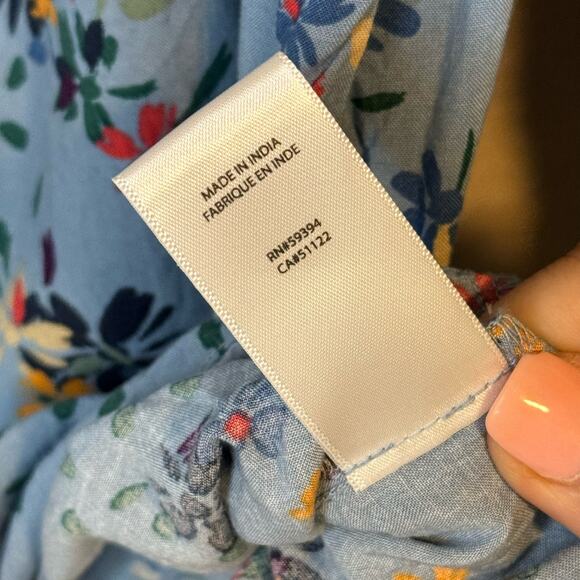 MADE IN INDIA
FABRIQUE EN INDE
RN#59394
CA#51122